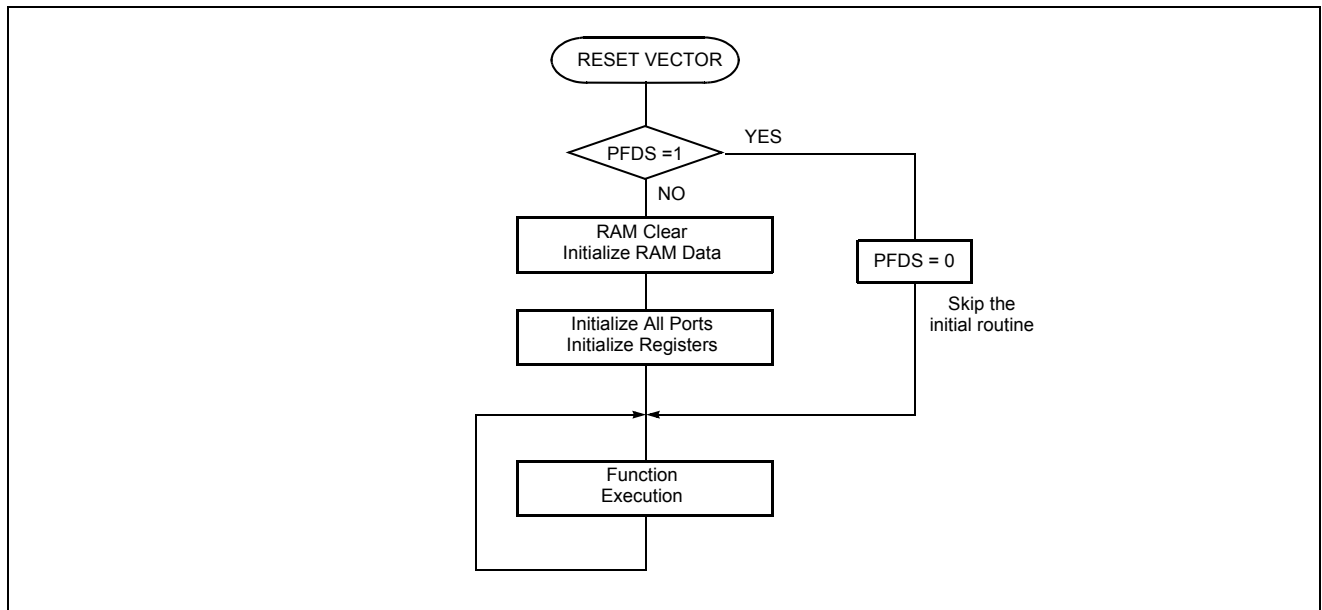 RESET VECTOR
YES
PFDS =1
NO
RAM Clear
Initialize RAM Data
PFDS = 0
Skip the
initial routine
Initialize All Ports
Initialize Registers
Function
Execution